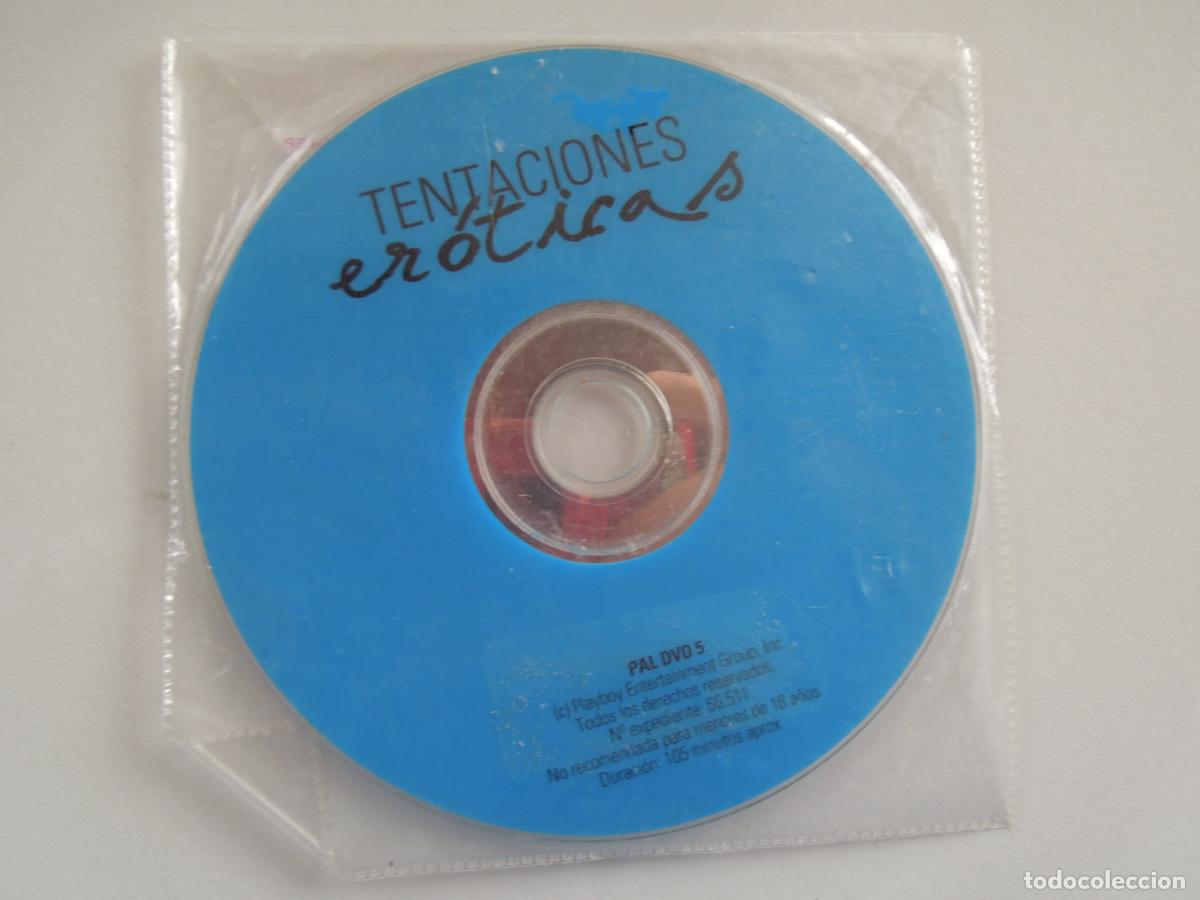 TENTACIONES
eróticas
PAL DVD 5
(c) Playboy Entertainment Group, Inc.
Todos los derechos reservados.
Nº expediente: 66.511
No recomendada para menores de 18 años.
Duración: 105 minutos aprox
todocoleccion